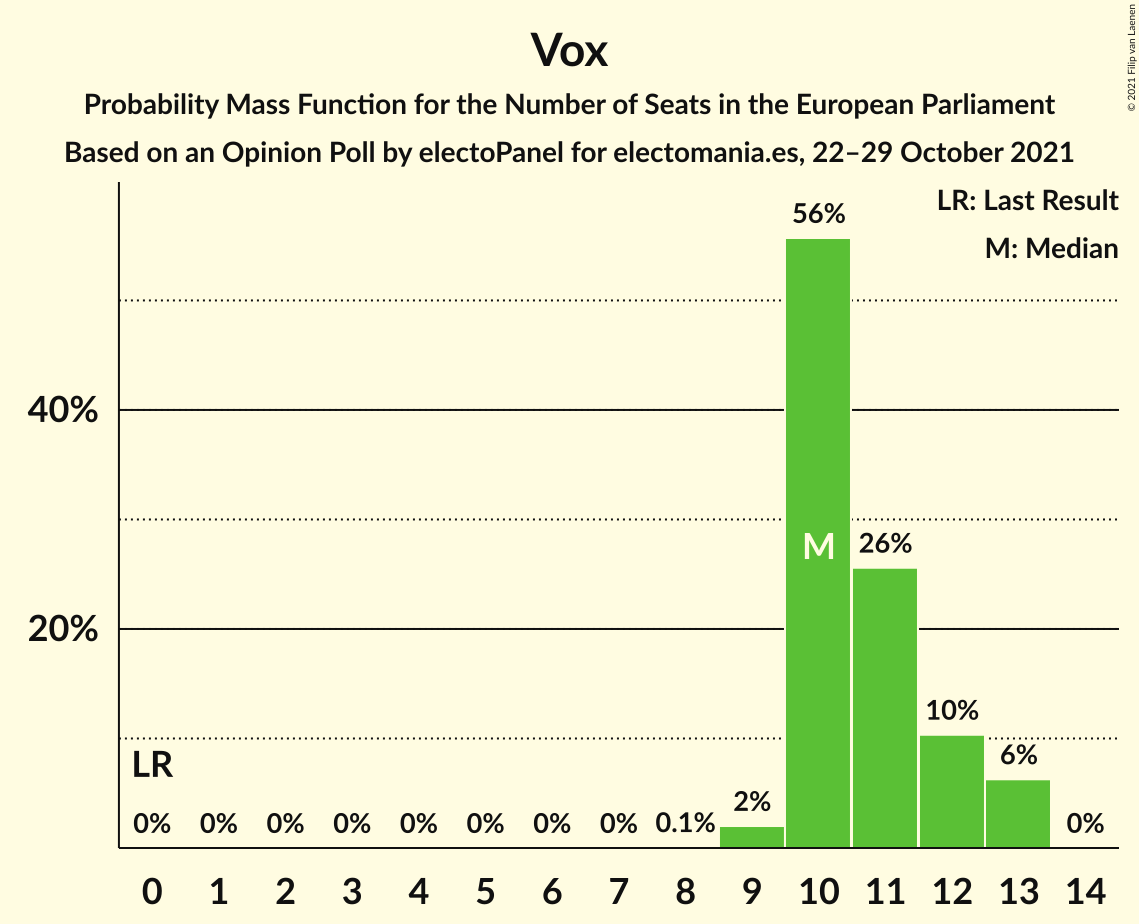 Vox
Probability Mass Function for the Number of Seats in the European Parliament
Based on an Opinion Poll by electoPanel for electomania.es, 22–29 October 2021
© 2021 Filip van Laenen
LR: Last Result
M: Median
56%
40%
M
26%
20%
10%
LR
6%
2%
0% 0% 0% 0% 0% 0% 0% 0% 0.1% 0%
0 1 2 3 4 5 6 7 8 9 10 11 12 13 14